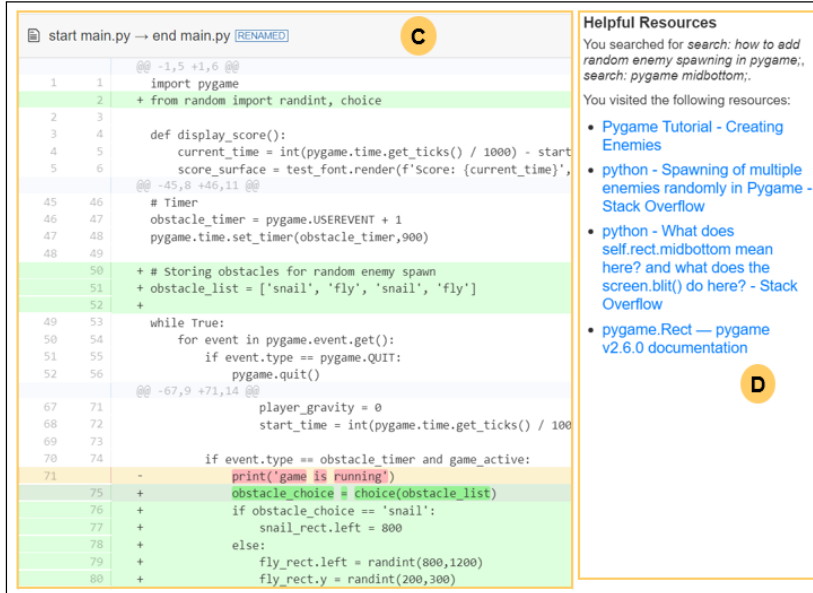 start main.py → end main.py RENAMED
C
@@ -1,5 +1,6 @@
1 1 import pygame
2 + from random import randint, choice
2 3
3 4 def display_score():
4 5 current_time = int(pygame.time.get_ticks() / 1000) - start
5 6 score_surface = test_font.render(f'Score: {current_time}',
@@ -45,8 +46,11 @@
45 46 # Timer
46 47 obstacle_timer = pygame.USEREVENT + 1
47 48 pygame.time.set_timer(obstacle_timer,900)
48 49
50 + # Storing obstacles for random enemy spawn
51 + obstacle_list = ['snail', 'fly', 'snail', 'fly']
52 +
49 53 while True:
50 54 for event in pygame.event.get():
51 55 if event.type == pygame.QUIT:
52 56 pygame.quit()
@@ -67,9 +71,14 @@
67 71 player_gravity = 0
68 72 start_time = int(pygame.time.get_ticks() / 100
69 73
70 74 if event.type == obstacle_timer and game_active:
71 - print('game is running')
75 + obstacle_choice = choice(obstacle_list)
76 + if obstacle_choice == 'snail':
77 + snail_rect.left = 800
78 + else:
79 + fly_rect.left = randint(800,1200)
80 + fly_rect.y = randint(200,300)
Helpful Resources
You searched for search: how to add
random enemy spawning in pygame;,
search: pygame midbottom;.
You visited the following resources:
• Pygame Tutorial - Creating
Enemies
• python - Spawning of multiple
enemies randomly in Pygame -
Stack Overflow
• python - What does
self.rect.midbottom mean
here? and what does the
screen.blit() do here? - Stack
Overflow
• pygame.Rect — pygame
v2.6.0 documentation
D